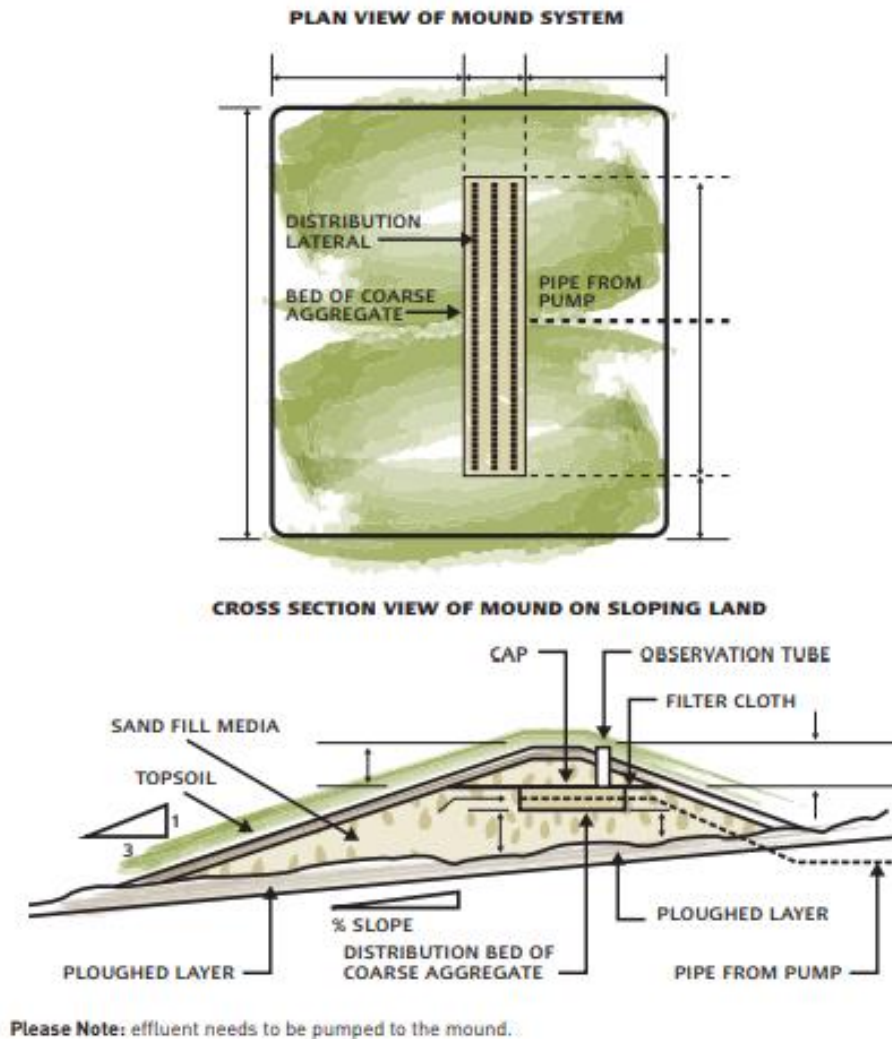 PLAN VIEW OF MOUND SYSTEM
DISTRIBUTION
LATERAL
BED OF COARSE
AGGREGATE
PIPE FROM
PUMP
CROSS SECTION VIEW OF MOUND ON SLOPING LAND
CAP
OBSERVATION TUBE
FILTER CLOTH
SAND FILL MEDIA
TOPSOIL
1
3
% SLOPE
PLOUGHED LAYER
DISTRIBUTION BED OF
COARSE AGGREGATE
PLOUGHED LAYER
PIPE FROM PUMP
Please Note: effluent needs to be pumped to the mound.